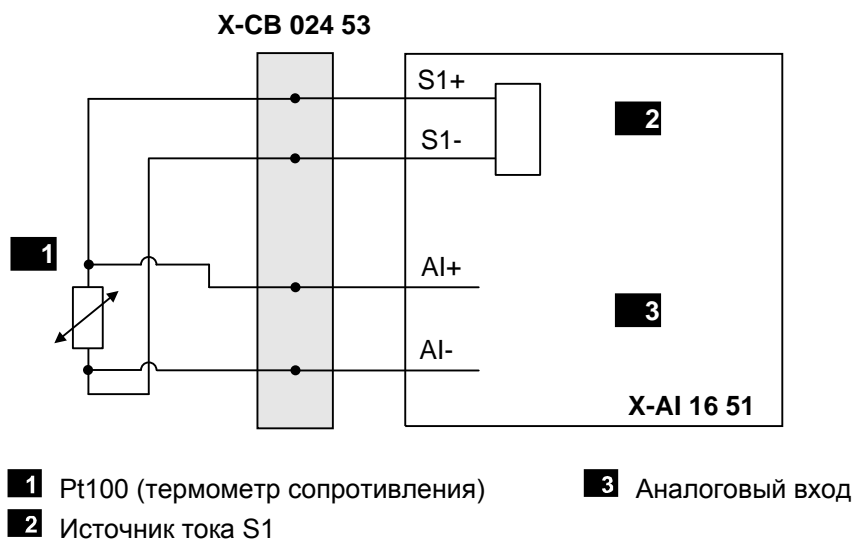 X-CB 024 53
S1+
2
S1-
1
AI+
3
AI-
X-AI 16 51
1 Pt100 (термометр сопротивления)
3 Аналоговый вход
2 Источник тока S1